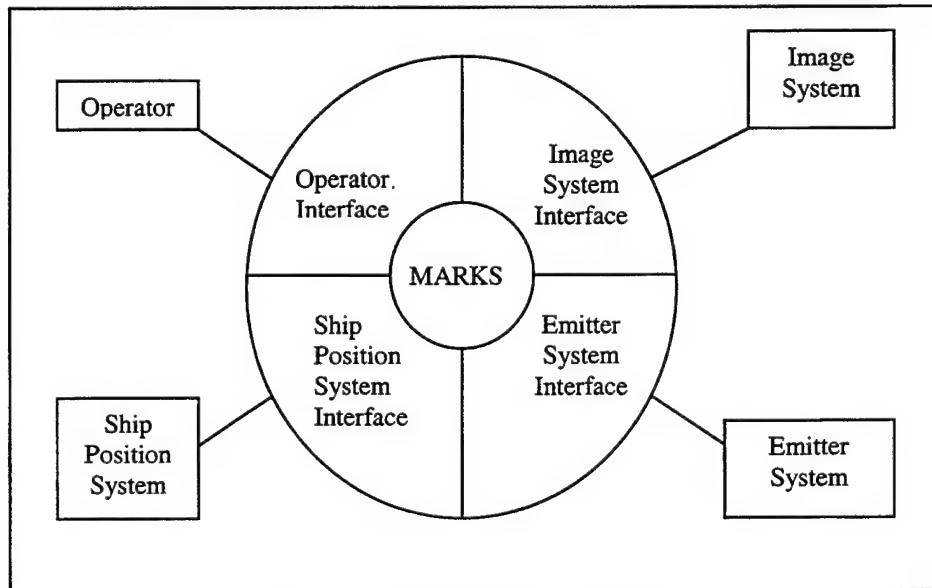 Operator
Image
System
Operator.
Interface
Image
System
Interface
MARKS
Ship
Position
System
Interface
Emitter
System
Interface
Ship
Position
System
Emitter
System